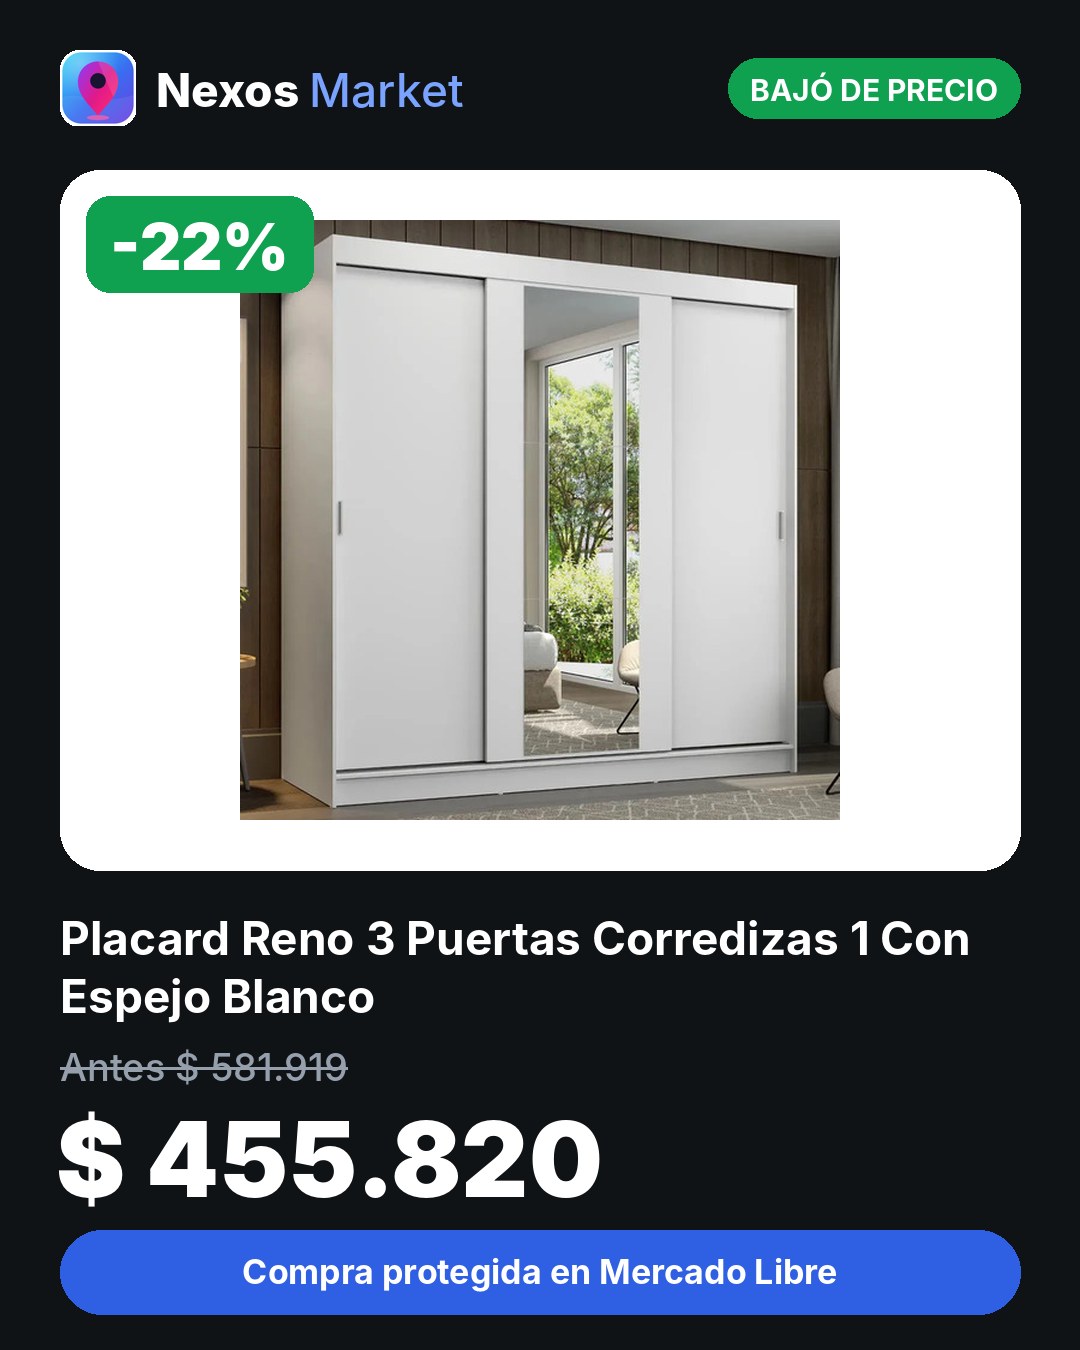 Nexos Market
BAJÓ DE PRECIO
-22%
Placard Reno 3 Puertas Corredizas 1 Con
Espejo Blanco
Antes $ 581.919
$ 455.820
Compra protegida en Mercado Libre